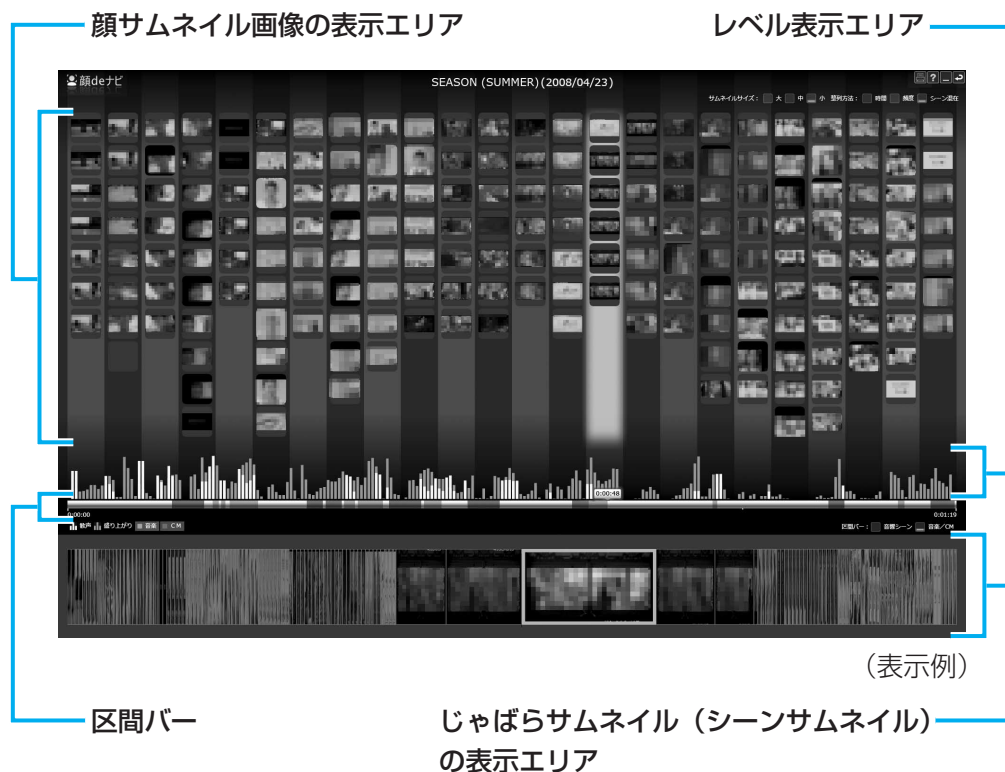 顔サムネイル画像の表示エリア
レベル表示エリア
顔deナビ
SEASON (SUMMER)(2008/04/23)
サムネイルサイズ： 大 中 小 整列方法： 時間 頻度 シーン混在
0:00:48
0:00:00
0:01:19
歓声 盛り上がり 音楽 CM
区間バー： 音響シーン 音楽／CM
（表示例）
区間バー
じゃばらサムネイル（シーンサムネイル）
の表示エリア